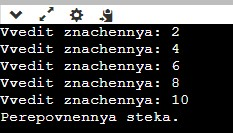 Vvedit znachennya: 2
Vvedit znachennya: 4
Vvedit znachennya: 6
Vvedit znachennya: 8
Vvedit znachennya: 10
Perepovnennya steka.